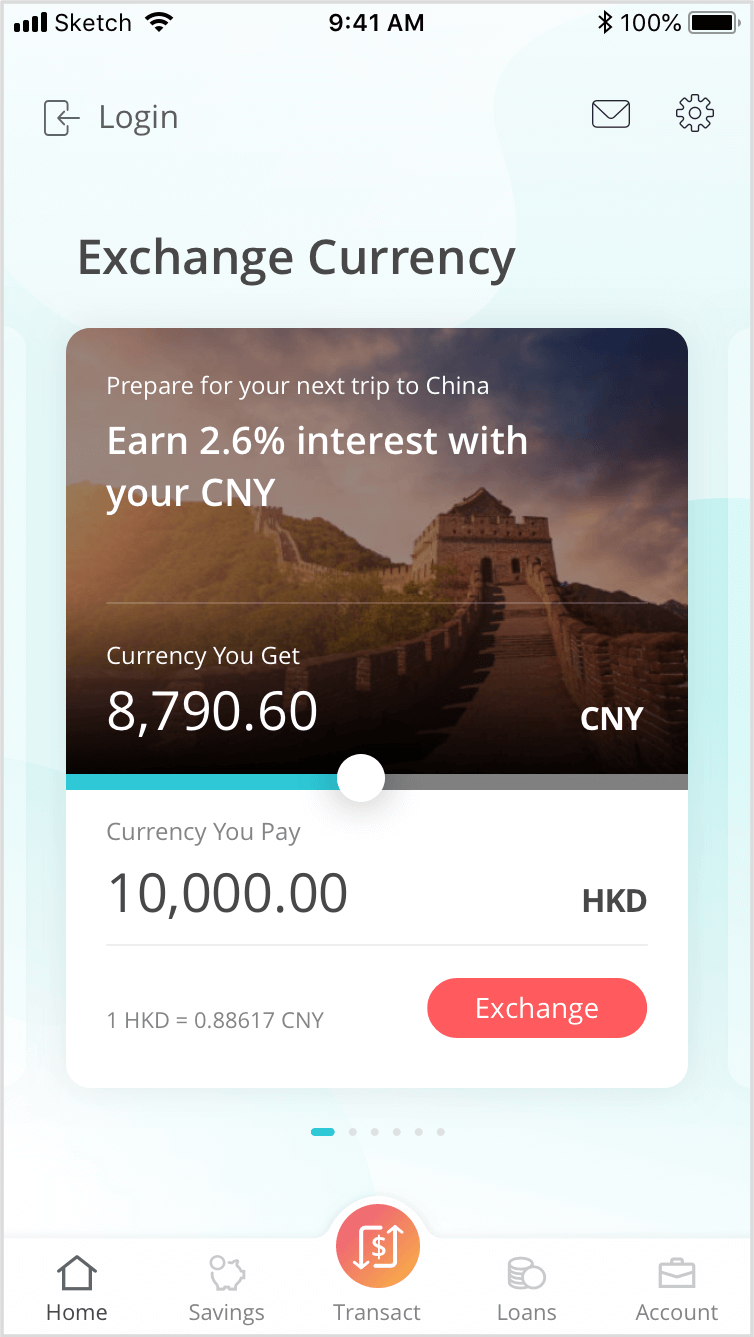 Sketch 9:41 AM 100%
Login
Exchange Currency
Prepare for your next trip to China
Earn 2.6% interest with
your CNY
Currency You Get
8,790.60 CNY
Currency You Pay
10,000.00 HKD
1 HKD = 0.88617 CNY Exchange
$
Home Savings Transact Loans Account